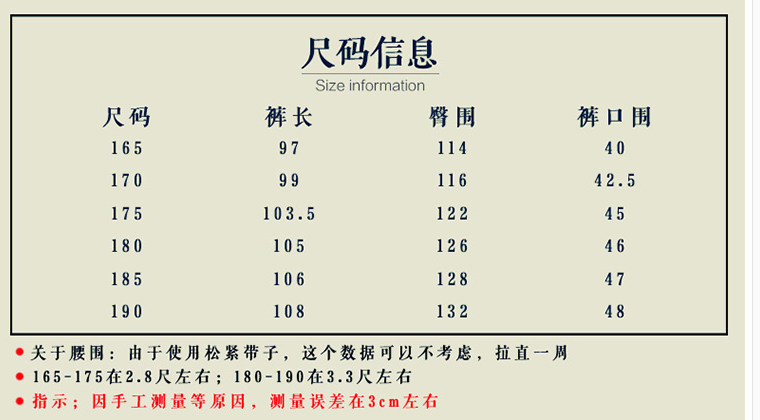 尺码信息
Size information
尺码 裤长 臀围 裤口围
165 97 114 40
170 99 116 42.5
175 103.5 122 45
180 105 126 46
185 106 128 47
190 108 132 48
关于腰围：由于使用松紧带子，这个数据可以不考虑，拉直一周
165-175在2.8尺左右；180-190在3.3尺左右
指示；因手工测量等原因，测量误差在3cm左右